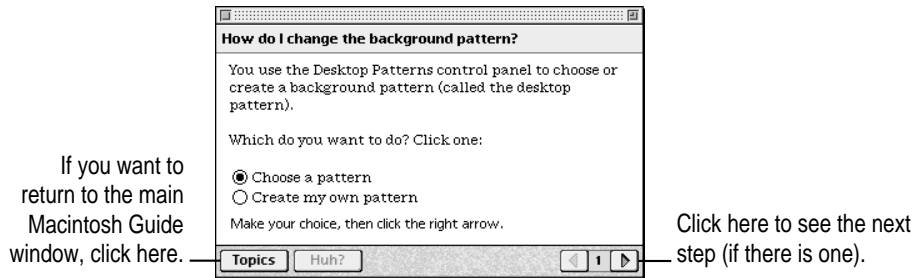 How do I change the background pattern?
You use the Desktop Patterns control panel to choose or
create a background pattern (called the desktop
pattern).
Which do you want to do? Click one:
Choose a pattern
Create my own pattern
Make your choice, then click the right arrow.
Topics Huh? 1
If you want to
return to the main
Macintosh Guide
window, click here.
Click here to see the next
step (if there is one).